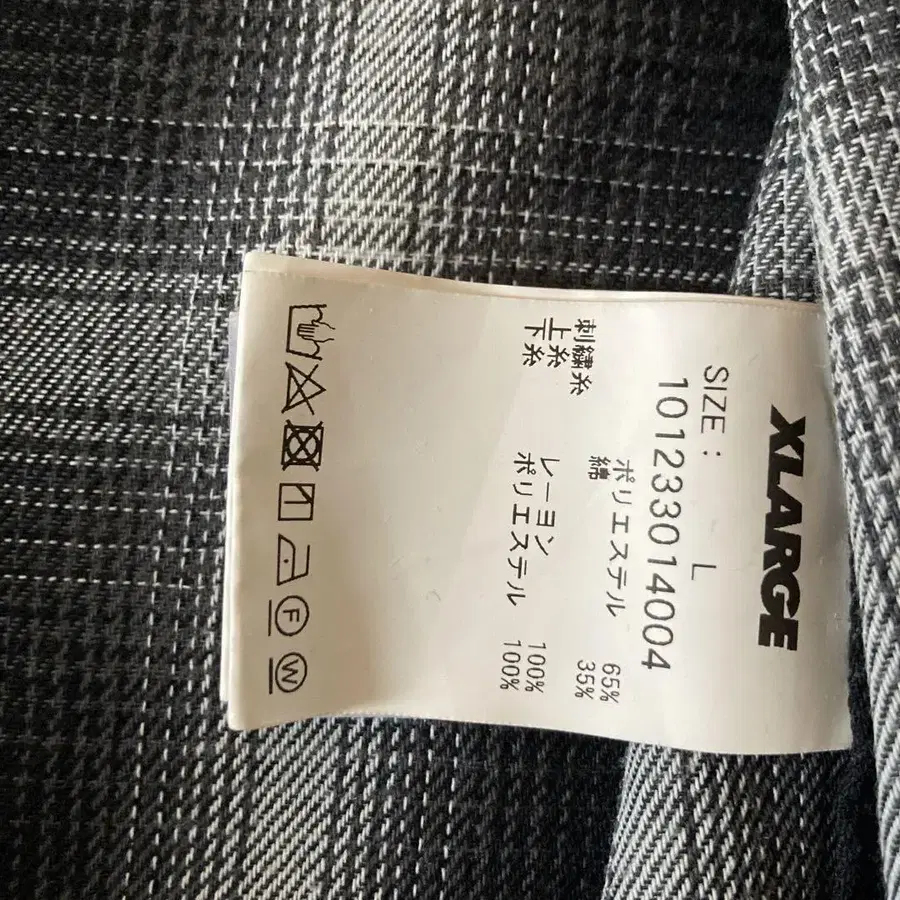 XLARGE
SIZE: L
101233014004
ポリエステル 65%
綿 35%
刺繍糸
上糸 レーヨン 100%
下糸 ポリエステル 100%
F
W